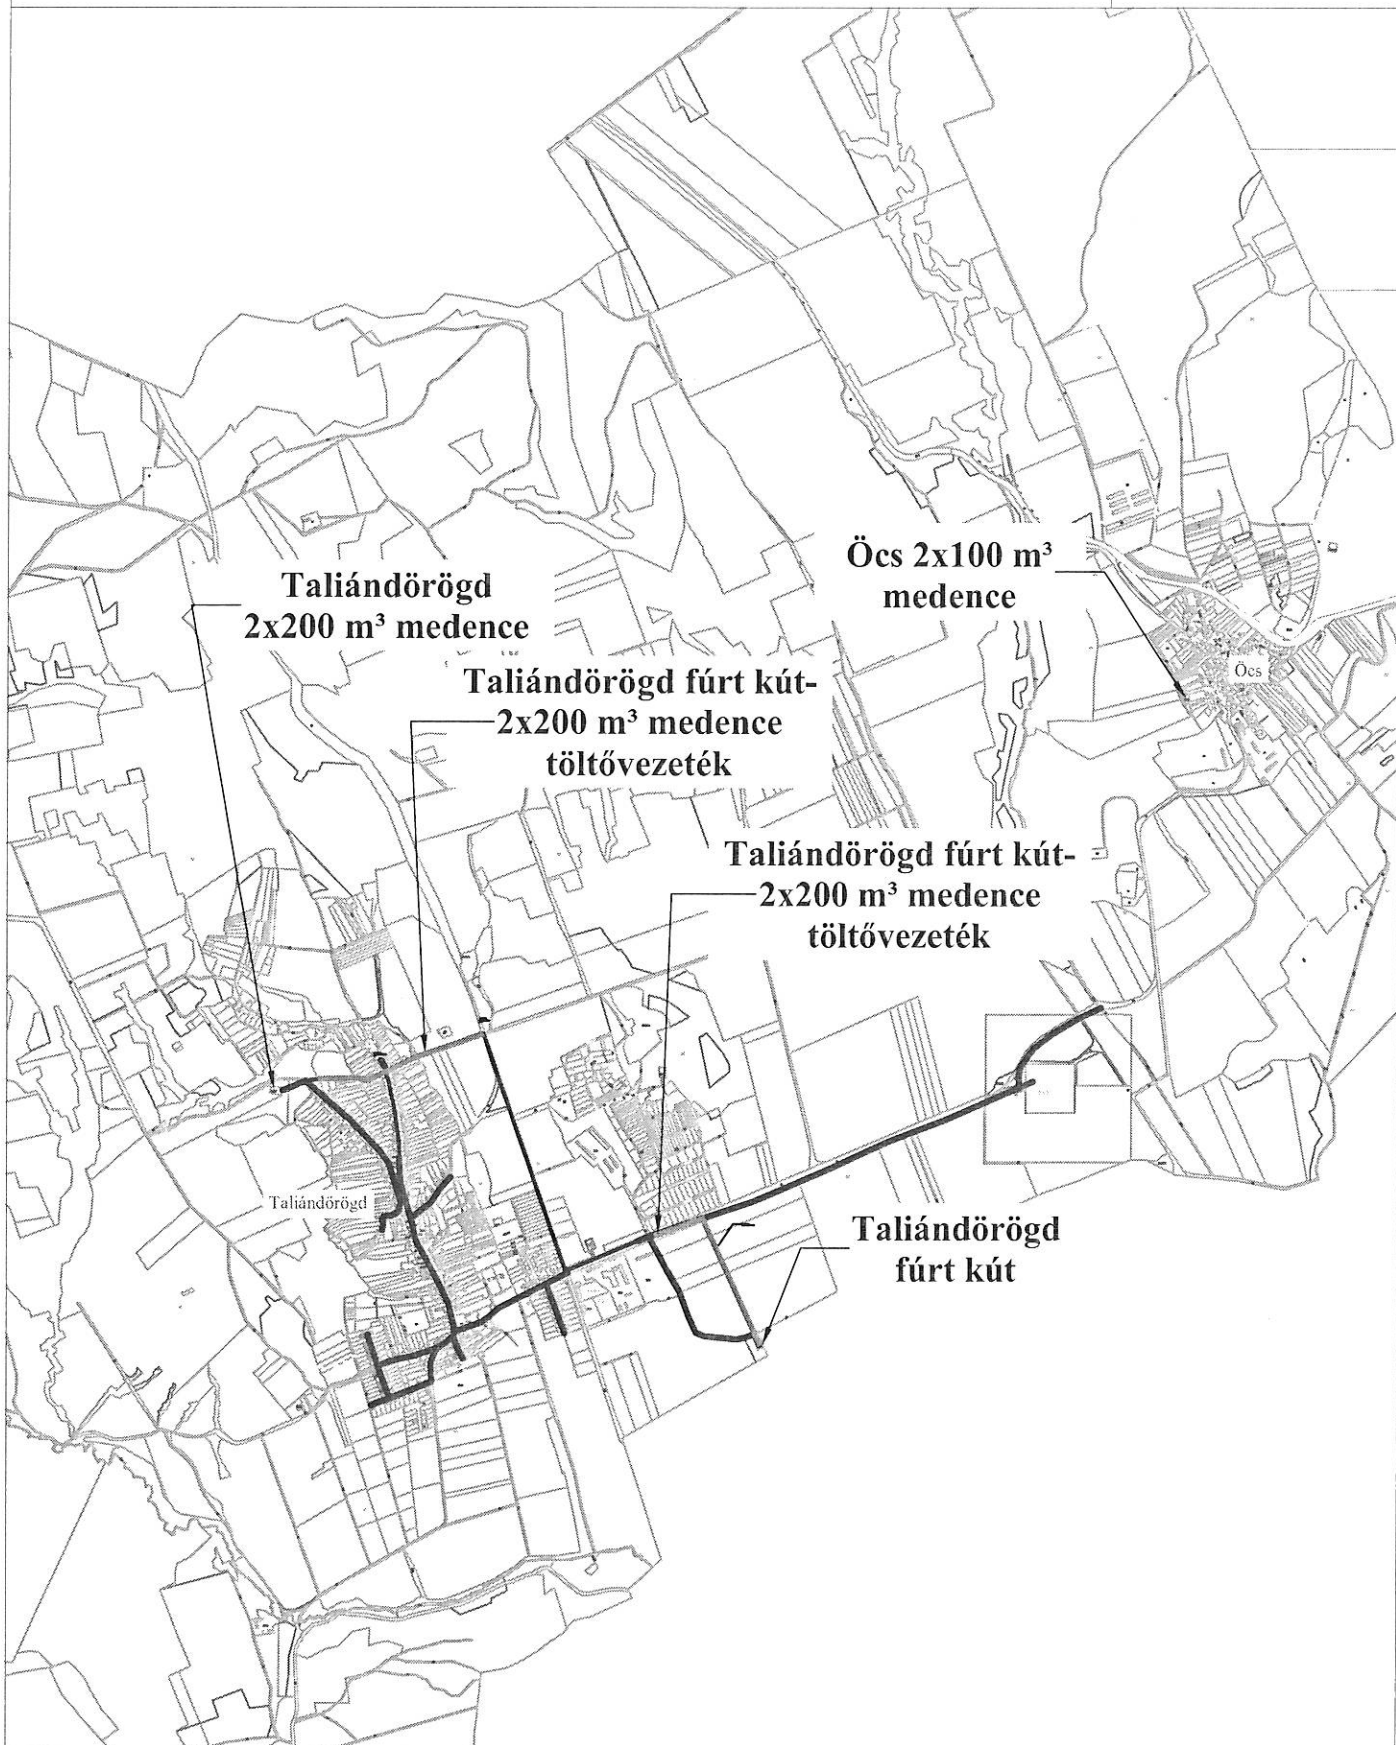 Öcs 2x100 m³
medence
Taliándörögd
2x200 m³ medence
Öcs
Taliándörögd fúrt kút-
2x200 m³ medence
töltővezeték
Taliándörögd fúrt kút-
2x200 m³ medence
töltővezeték
Taliándörögd
Taliándörögd
fúrt kút